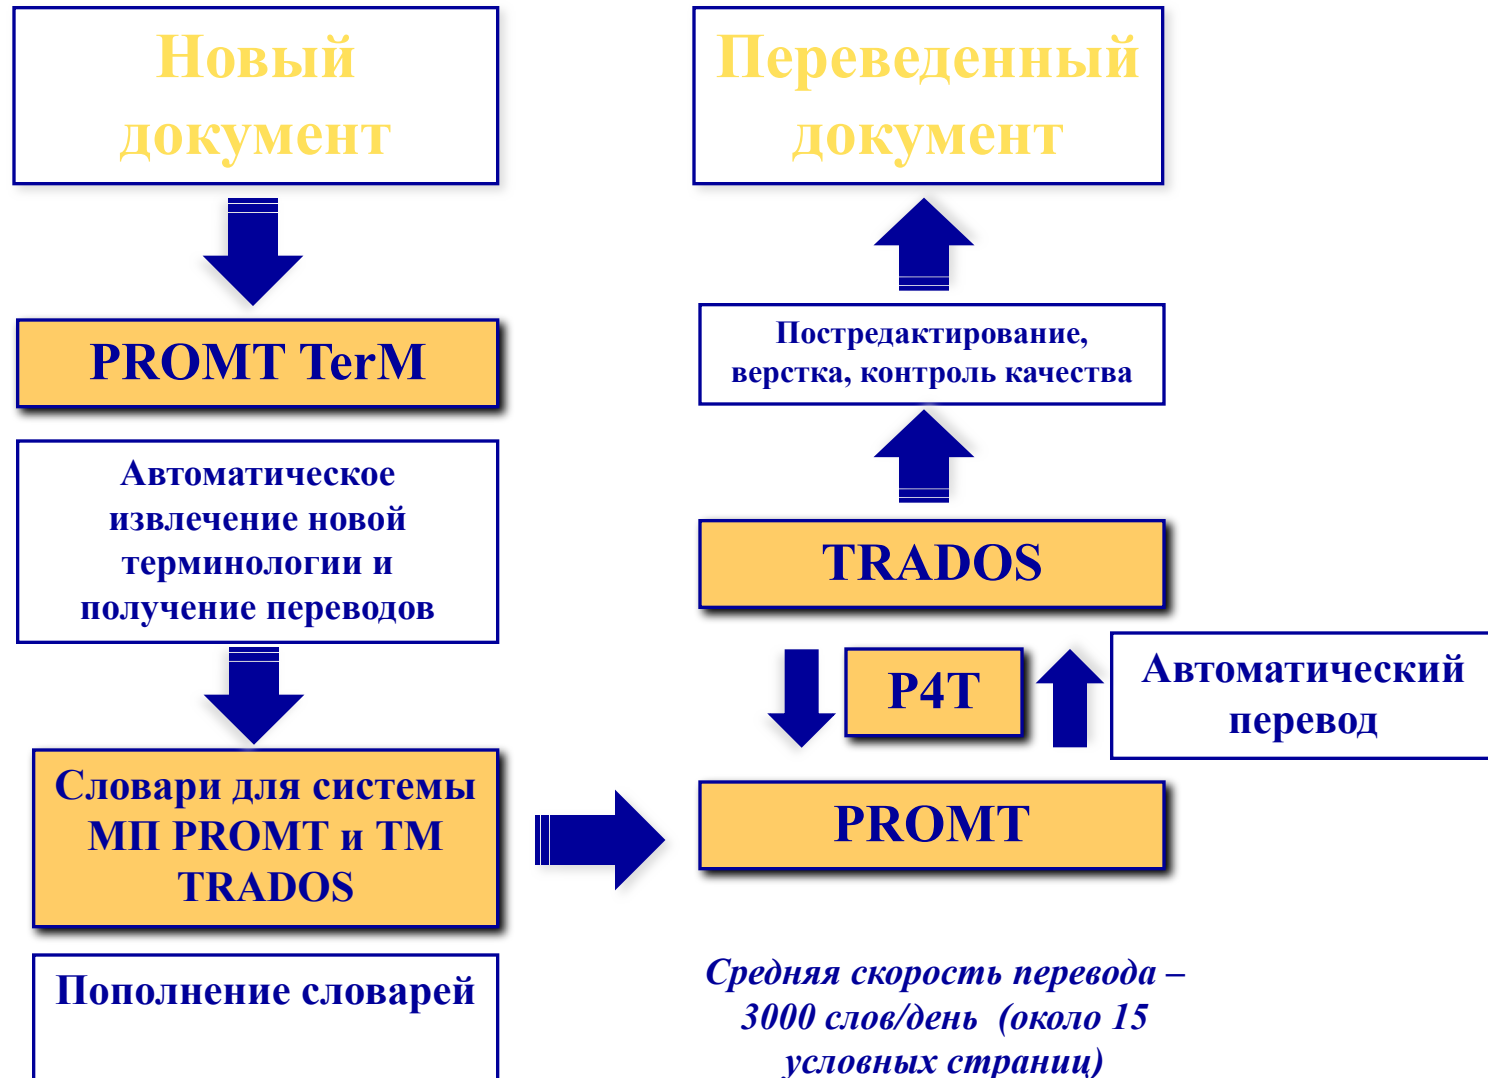 Новый
документ
PROMT TerM
Автоматическое
извлечение новой
терминологии и
получение переводов
Словари для системы
МП PROMT и ТМ
TRADOS
Пополнение словарей
Переведенный
документ
Постредактирование,
верстка, контроль качества
TRADOS
P4T
Автоматический
перевод
PROMT
Средняя скорость перевода –
3000 слов/день (около 15
условных страниц)